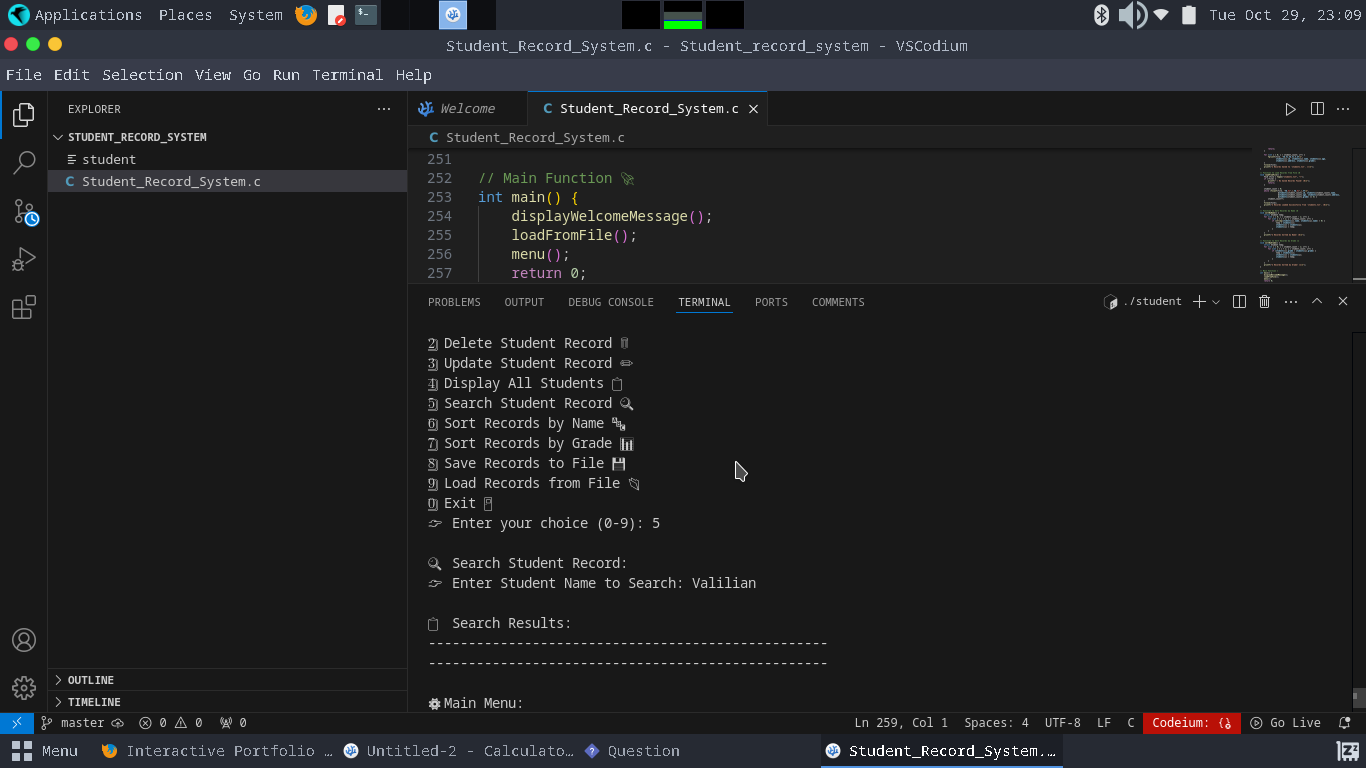 Applications Places System Tue Oct 29, 23:09
Student_Record_System.c - Student_record_system - VSCodium
File Edit Selection View Go Run Terminal Help
EXPLORER
STUDENT_RECORD_SYSTEM
student
C Student_Record_System.c
OUTLINE
TIMELINE
Welcome C Student_Record_System.c
C Student_Record_System.c
251
252 // Main Function 🚀
253 int main() {
254 displayWelcomeMessage();
255 loadFromFile();
256 menu();
257 return 0;
PROBLEMS OUTPUT DEBUG CONSOLE TERMINAL PORTS COMMENTS ./student
2 Delete Student Record 🗑
3 Update Student Record ✏
4 Display All Students 📋
5 Search Student Record 🔍
6 Sort Records by Name 🔤
7 Sort Records by Grade 📊
8 Save Records to File 💾
9 Load Records from File 📂
0 Exit 🚪
👉 Enter your choice (0-9): 5
🔍 Search Student Record:
👉 Enter Student Name to Search: Valilian
📋 Search Results:
--------------------------------------------------
--------------------------------------------------
⚙ Main Menu:
master 0 0 0 Ln 259, Col 1 Spaces: 4 UTF-8 LF C Codeium: {} Go Live
Menu Interactive Portfolio ... Untitled-2 - Calculato... Question Student_Record_System....